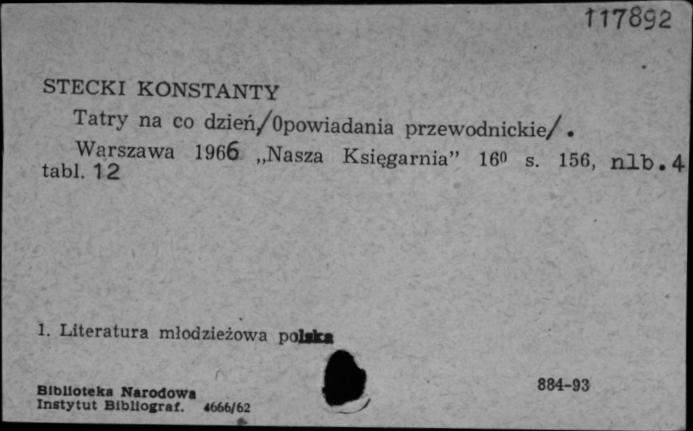 117892
STECKI KONSTANTY
Tatry na co dzień/Opowiadania przewodnickie/.
Warszawa 1966 „Nasza Księgarnia” 16⁰ s. 156, nlb.4
tabl. 12
1. Literatura młodzieżowa polska
884-93
Biblioteka Narodowa
Instytut Bibliograf. 4666/62